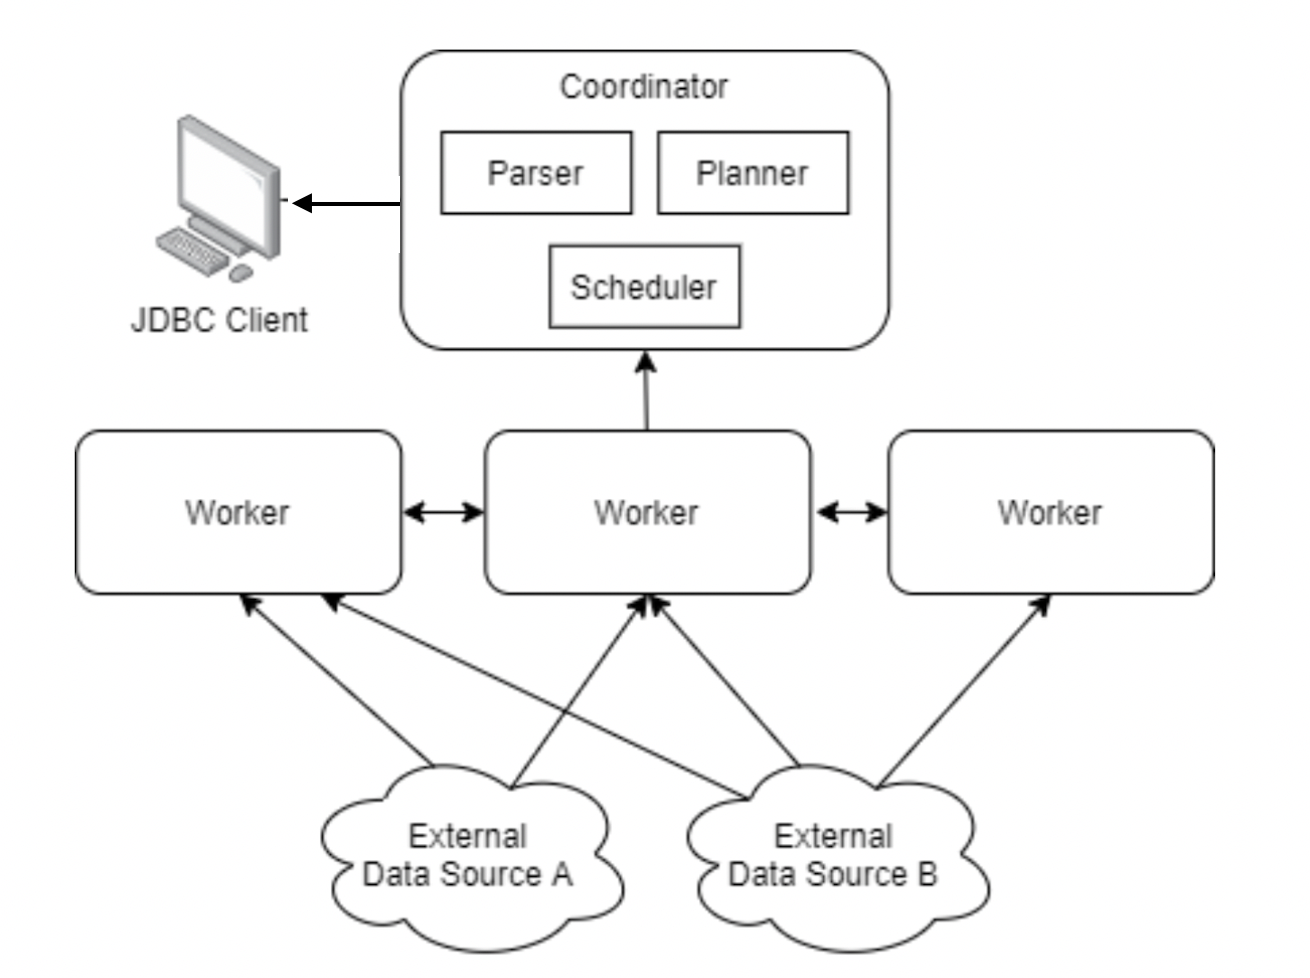 Coordinator
Parser
Planner
Scheduler
JDBC Client
Worker
Worker
Worker
External
Data Source A
External
Data Source B